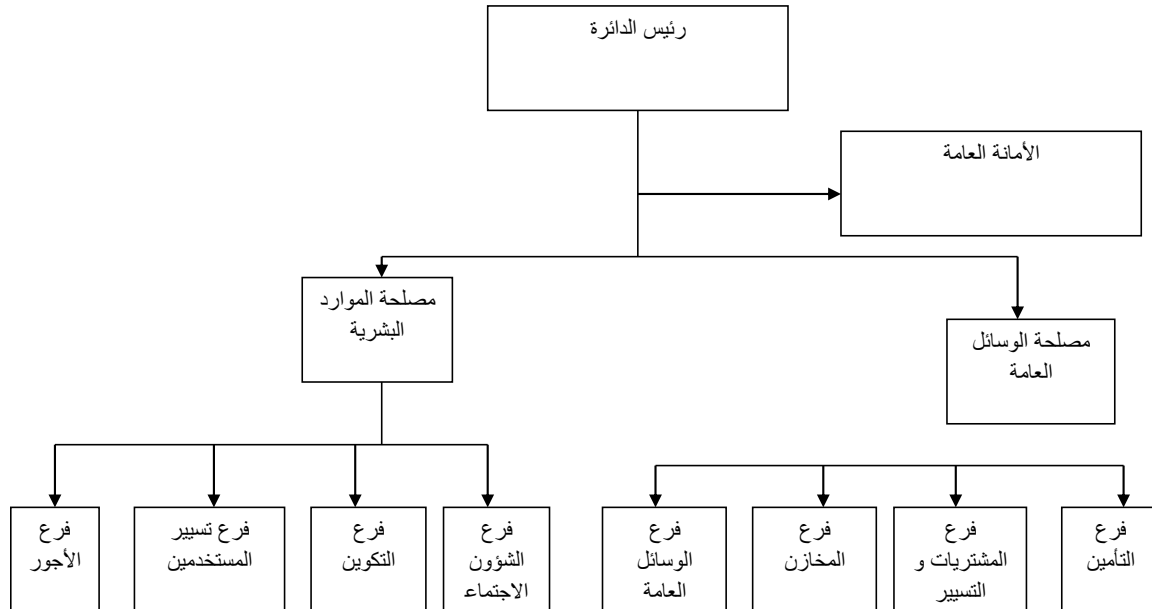 رئيس الدائرة
الأمانة العامة
مصلحة الموارد
البشرية
مصلحة الوسائل
العامة
فرع
التأمين
فرع
المشتريات و
التسيير
فرع
المخازن
فرع
الوسائل
العامة
فرع
الشؤون
الاجتماعـ
فرع
التكوين
فرع تسيير
المستخدمين
فرع
الأجور